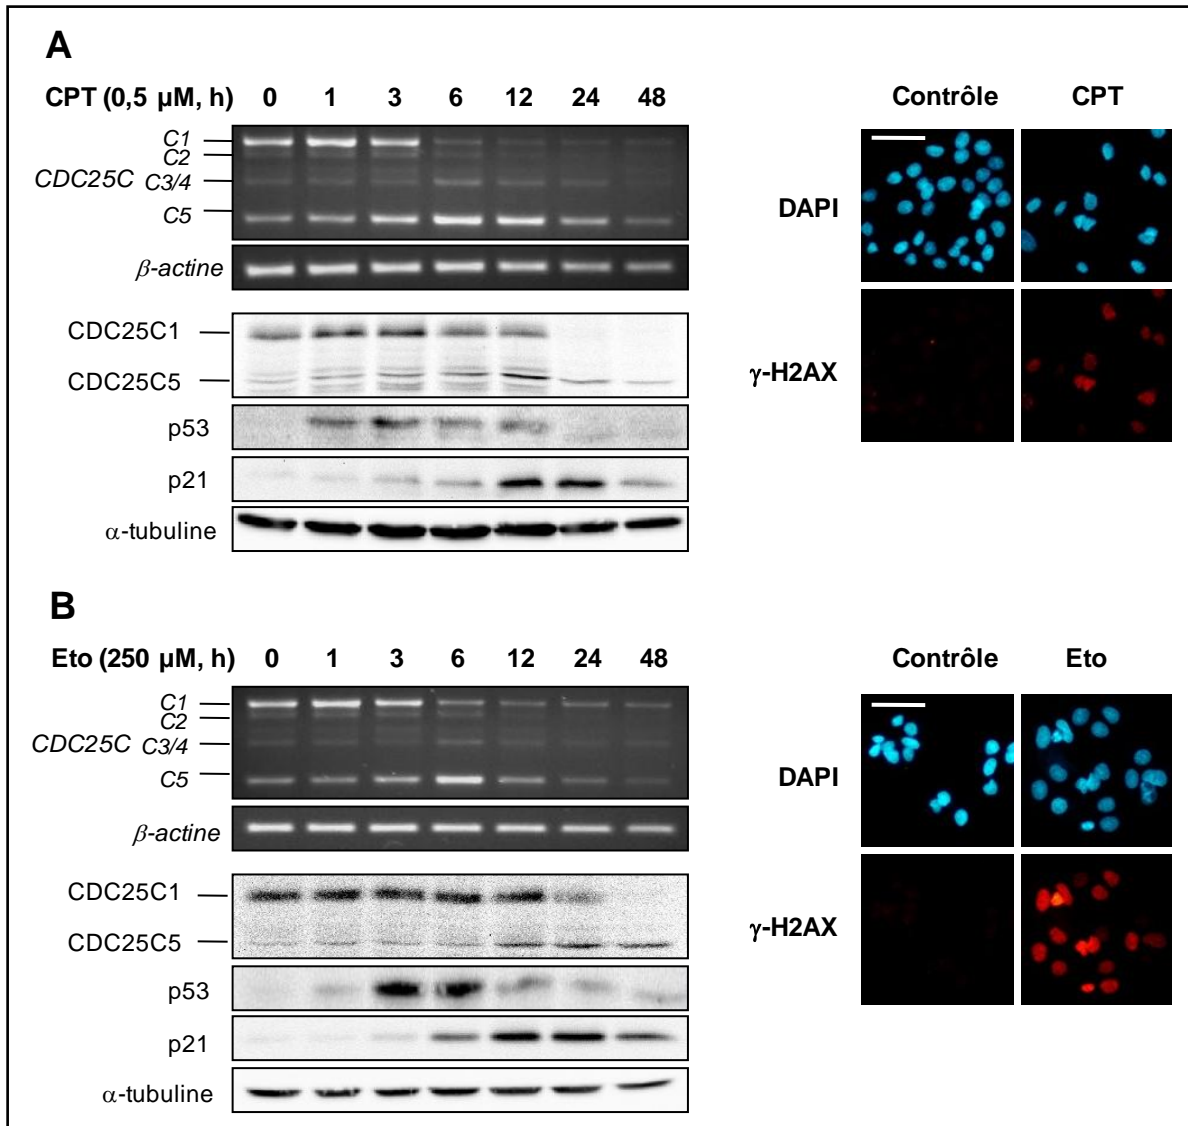 A
CPT (0,5 µM, h) 0 1 3 6 12 24 48
C1
C2
CDC25C C3/4
C5
β-actine
CDC25C1
CDC25C5
p53
p21
α-tubuline
Contrôle CPT
DAPI
γ-H2AX
B
Eto (250 µM, h) 0 1 3 6 12 24 48
C1
C2
CDC25C C3/4
C5
β-actine
CDC25C1
CDC25C5
p53
p21
α-tubuline
Contrôle Eto
DAPI
γ-H2AX